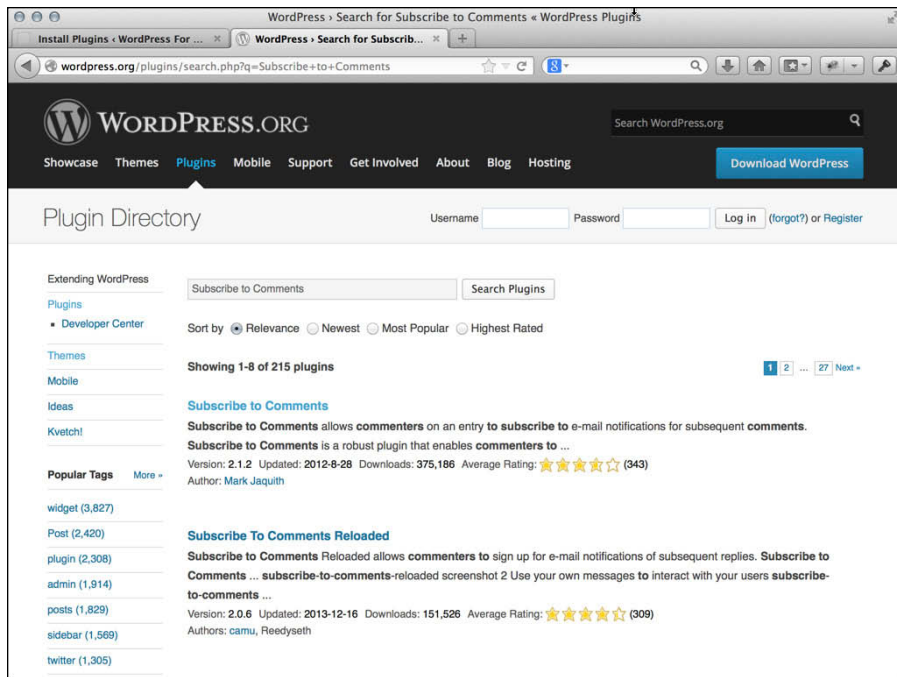 WordPress › Search for Subscribe to Comments « WordPress Plugins
Install Plugins ‹ WordPress For ... × WordPress › Search for Subscrib... × +
wordpress.org/plugins/search.php?q=Subscribe+to+Comments
WORDPRESS.ORG
Search WordPress.org
Showcase Themes Plugins Mobile Support Get Involved About Blog Hosting
Download WordPress
Plugin Directory
Username Password Log in (forgot?) or Register
Extending WordPress
Plugins
▪ Developer Center
Themes
Mobile
Ideas
Kvetch!
Popular Tags More »
widget (3,827)
Post (2,420)
plugin (2,308)
admin (1,914)
posts (1,829)
sidebar (1,569)
twitter (1,305)
Subscribe to Comments Search Plugins
Sort by Relevance Newest Most Popular Highest Rated
Showing 1-8 of 215 plugins
1 2 ... 27 Next »
Subscribe to Comments
Subscribe to Comments allows commenters on an entry to subscribe to e-mail notifications for subsequent comments.
Subscribe to Comments is a robust plugin that enables commenters to ...
Version: 2.1.2 Updated: 2012-8-28 Downloads: 375,186 Average Rating: (343)
Author: Mark Jaquith
Subscribe To Comments Reloaded
Subscribe to Comments Reloaded allows commenters to sign up for e-mail notifications of subsequent replies. Subscribe to
Comments ... subscribe-to-comments-reloaded screenshot 2 Use your own messages to interact with your users subscribe-
to-comments ...
Version: 2.0.6 Updated: 2013-12-16 Downloads: 151,526 Average Rating: (309)
Authors: camu, Reedyseth